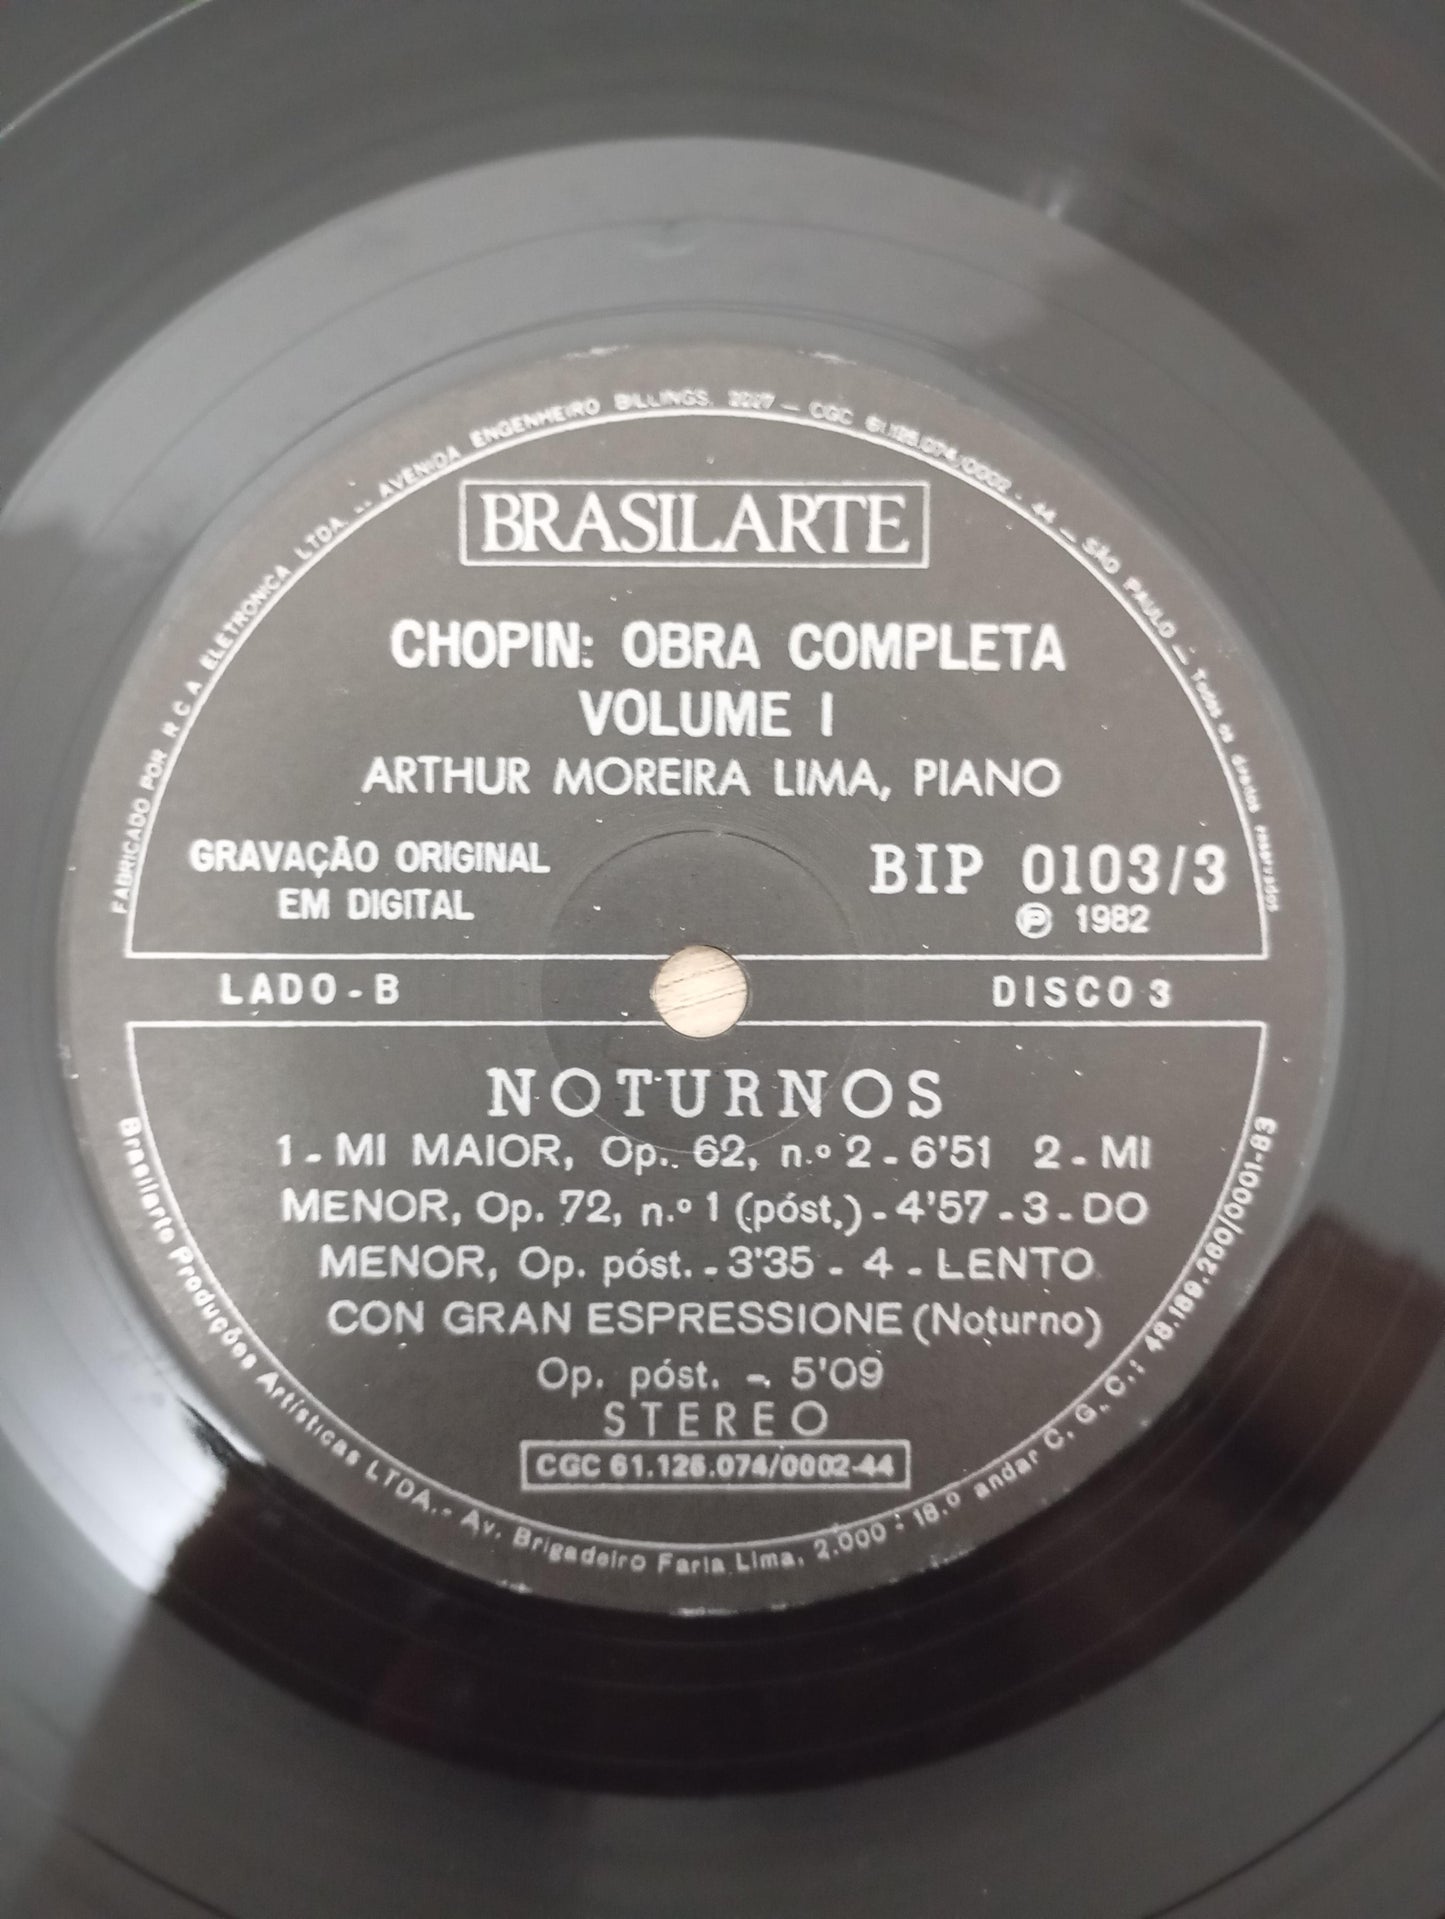 FABRICADO POR R C A ELETRONICA LTDA. .. AVENIDA ENGENHEIRO BILLINGS, 2227 — CGC 61.125.074/0002-44 — SÃO PAULO — Todos os direitos reservados
BRASILARTE
CHOPIN: OBRA COMPLETA
VOLUME I
ARTHUR MOREIRA LIMA, PIANO
GRAVAÇÃO ORIGINAL
EM DIGITAL
BIP 0103/3
Ⓟ 1982
LADO - B
DISCO 3
NOTURNOS
1 - MI MAIOR, Op. 62, n.º 2 - 6'51 2 - MI
MENOR, Op. 72, n.º 1 (póst.) - 4'57 - 3 - DO
MENOR, Op. póst. - 3'35 - 4 - LENTO
CON GRAN ESPRESSIONE (Noturno)
Op. póst. - 5'09
STEREO
CGC 61.125.074/0002-44
Brasilarte Produções Artísticas LTDA. - Av. Brigadeiro Faria Lima, 2.000 - 18.º andar C. G. C.: 48.189.260/0001-83